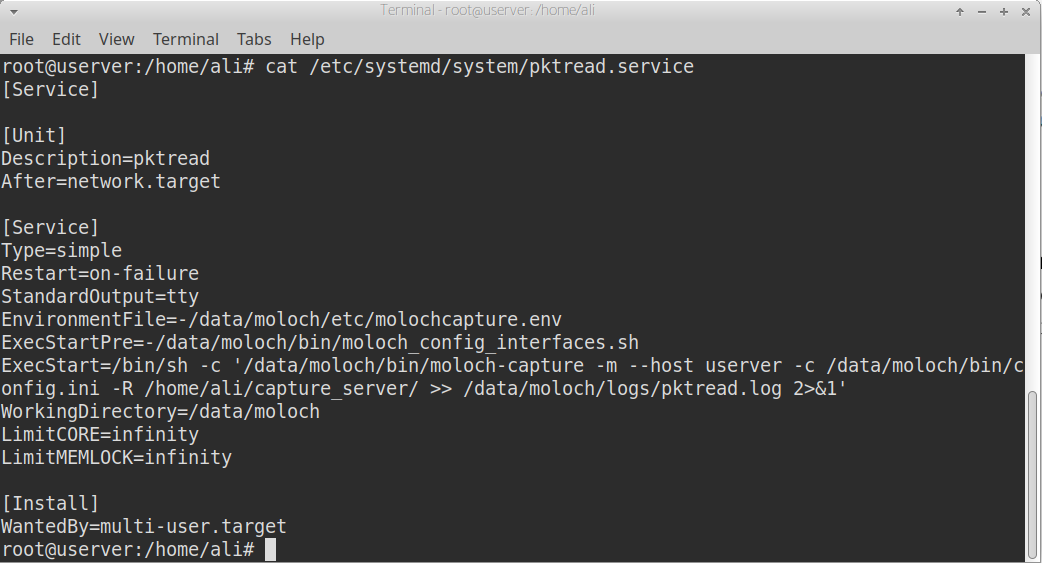 Terminal - root@userver: /home/ali
File Edit View Terminal Tabs Help
root@userver:/home/ali# cat /etc/systemd/system/pktread.service
[Service]
[Unit]
Description=pktread
After=network.target
[Service]
Type=simple
Restart=on-failure
StandardOutput=tty
EnvironmentFile=-/data/moloch/etc/molochcapture.env
ExecStartPre=-/data/moloch/bin/moloch_config_interfaces.sh
ExecStart=/bin/sh -c '/data/moloch/bin/moloch-capture -m --host userver -c /data/moloch/bin/c
onfig.ini -R /home/ali/capture_server/ >> /data/moloch/logs/pktread.log 2>&1'
WorkingDirectory=/data/moloch
LimitCORE=infinity
LimitMEMLOCK=infinity
[Install]
WantedBy=multi-user.target
root@userver:/home/ali#